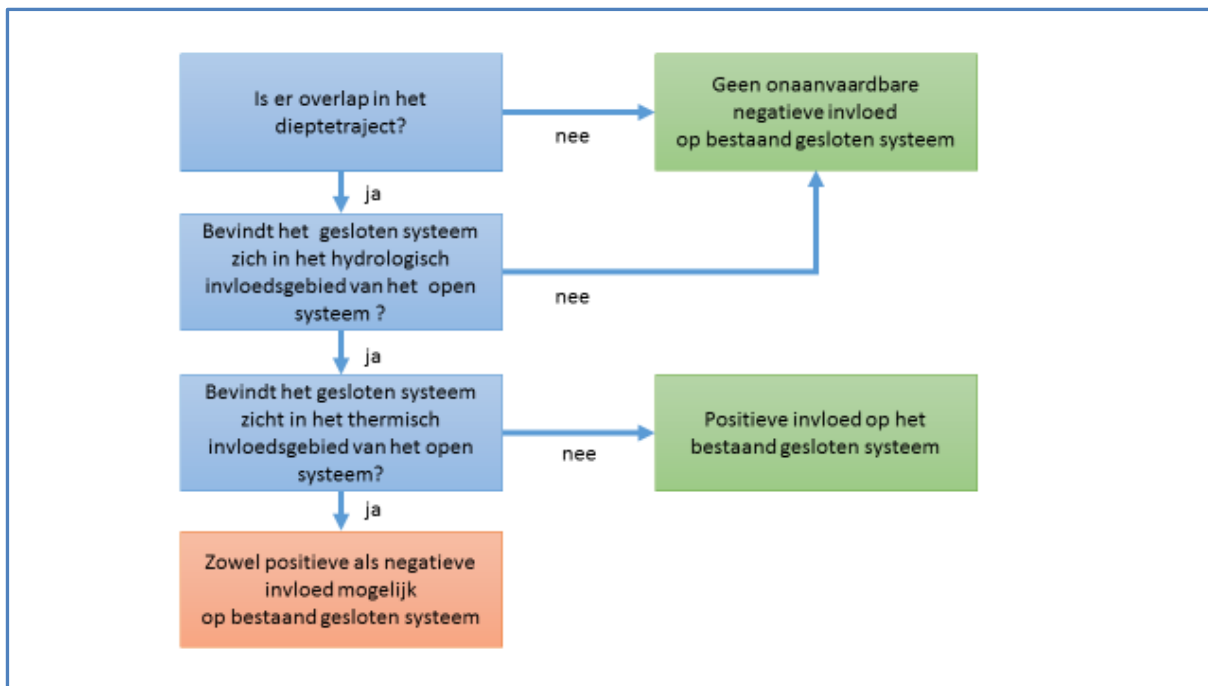 Is er overlap in het
dieptetraject?
nee
Geen onaanvaardbare
negatieve invloed
op bestaand gesloten systeem
ja
Bevindt het gesloten systeem
zich in het hydrologisch
invloedsgebied van het open
systeem ?
nee
ja
Bevindt het gesloten systeem
zicht in het thermisch
invloedsgebied van het open
systeem?
nee
Positieve invloed op het
bestaand gesloten systeem
ja
Zowel positieve als negatieve
invloed mogelijk
op bestaand gesloten systeem